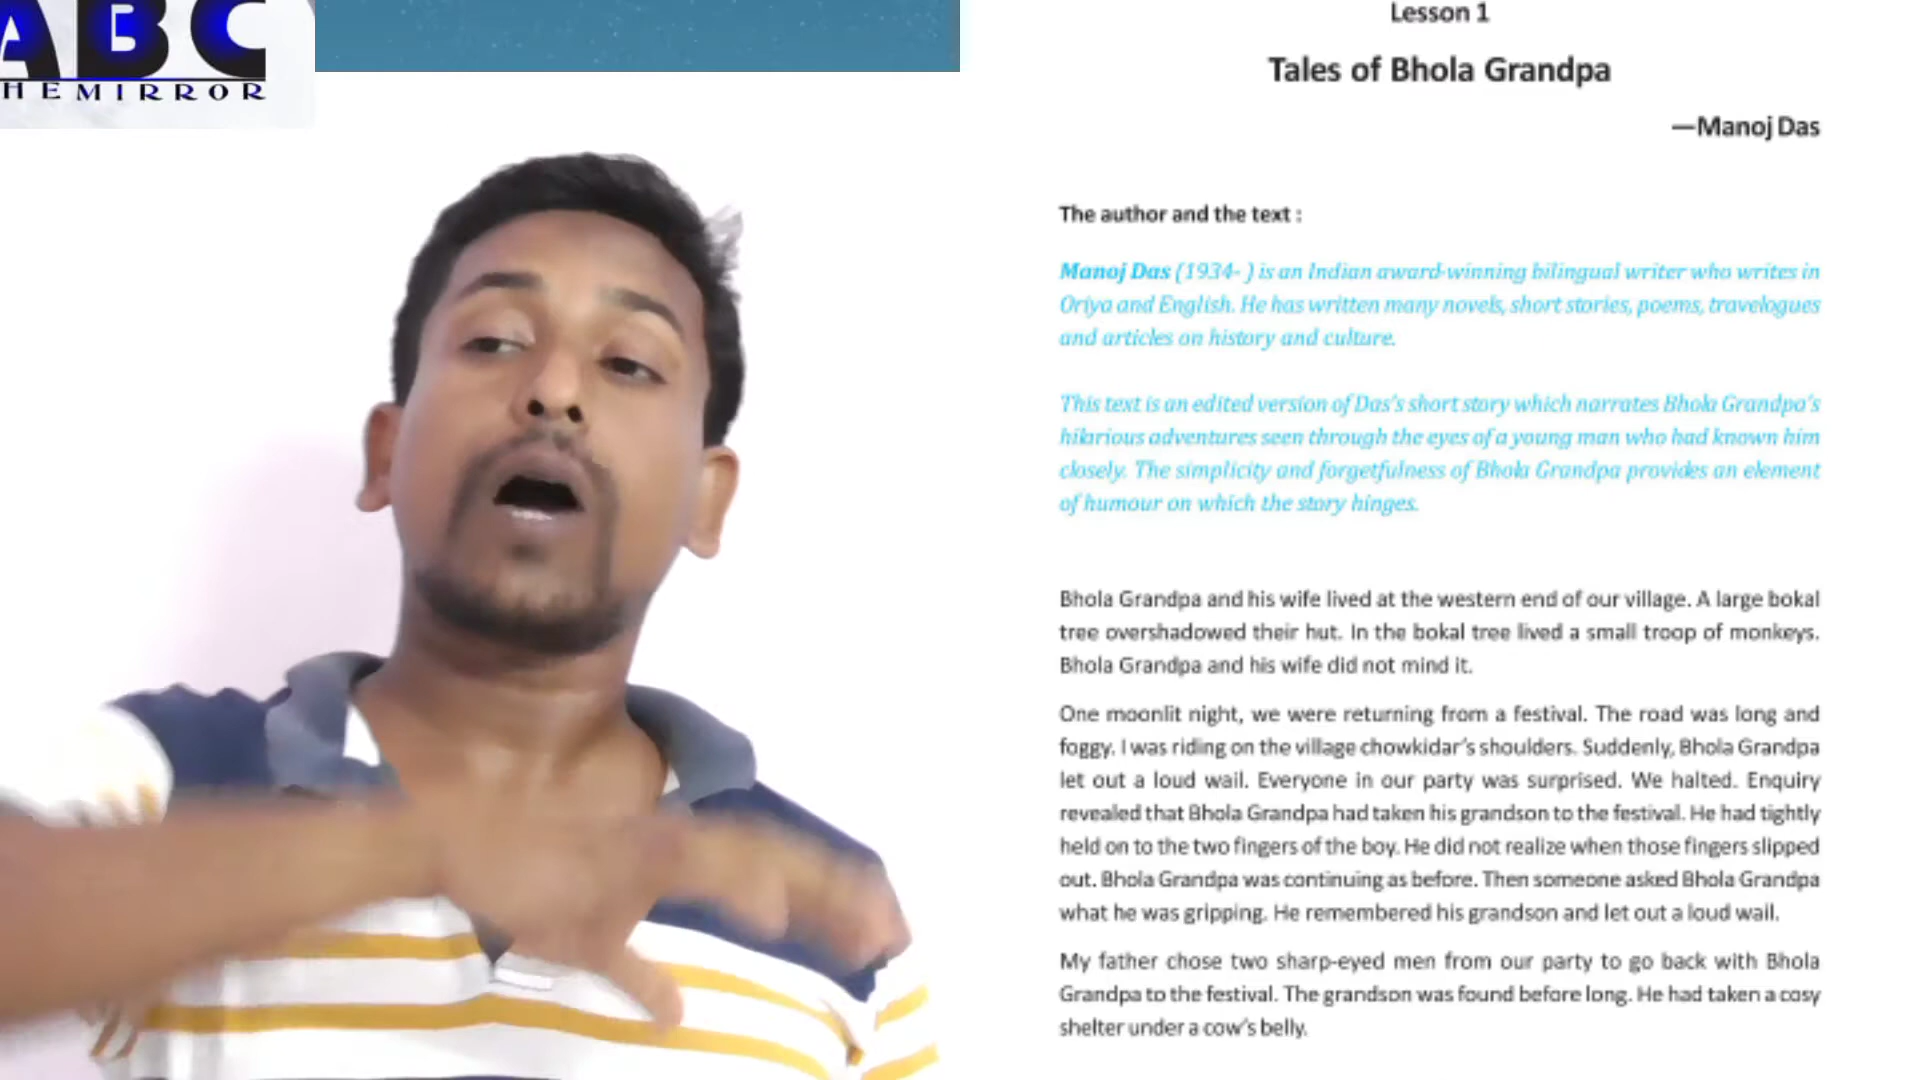 ABC
HEMIRROR
Lesson 1
Tales of Bhola Grandpa
—Manoj Das
The author and the text :
Manoj Das (1934- ) is an Indian award-winning bilingual writer who writes in
Oriya and English. He has written many novels, short stories, poems, travelogues
and articles on history and culture.
This text is an edited version of Das's short story which narrates Bhola Grandpa's
hilarious adventures seen through the eyes of a young man who had known him
closely. The simplicity and forgetfulness of Bhola Grandpa provides an element
of humour on which the story hinges.
Bhola Grandpa and his wife lived at the western end of our village. A large bokal
tree overshadowed their hut. In the bokal tree lived a small troop of monkeys.
Bhola Grandpa and his wife did not mind it.
One moonlit night, we were returning from a festival. The road was long and
foggy. I was riding on the village chowkidar's shoulders. Suddenly, Bhola Grandpa
let out a loud wail. Everyone in our party was surprised. We halted. Enquiry
revealed that Bhola Grandpa had taken his grandson to the festival. He had tightly
held on to the two fingers of the boy. He did not realize when those fingers slipped
out. Bhola Grandpa was continuing as before. Then someone asked Bhola Grandpa
what he was gripping. He remembered his grandson and let out a loud wail.
My father chose two sharp-eyed men from our party to go back with Bhola
Grandpa to the festival. The grandson was found before long. He had taken a cosy
shelter under a cow's belly.